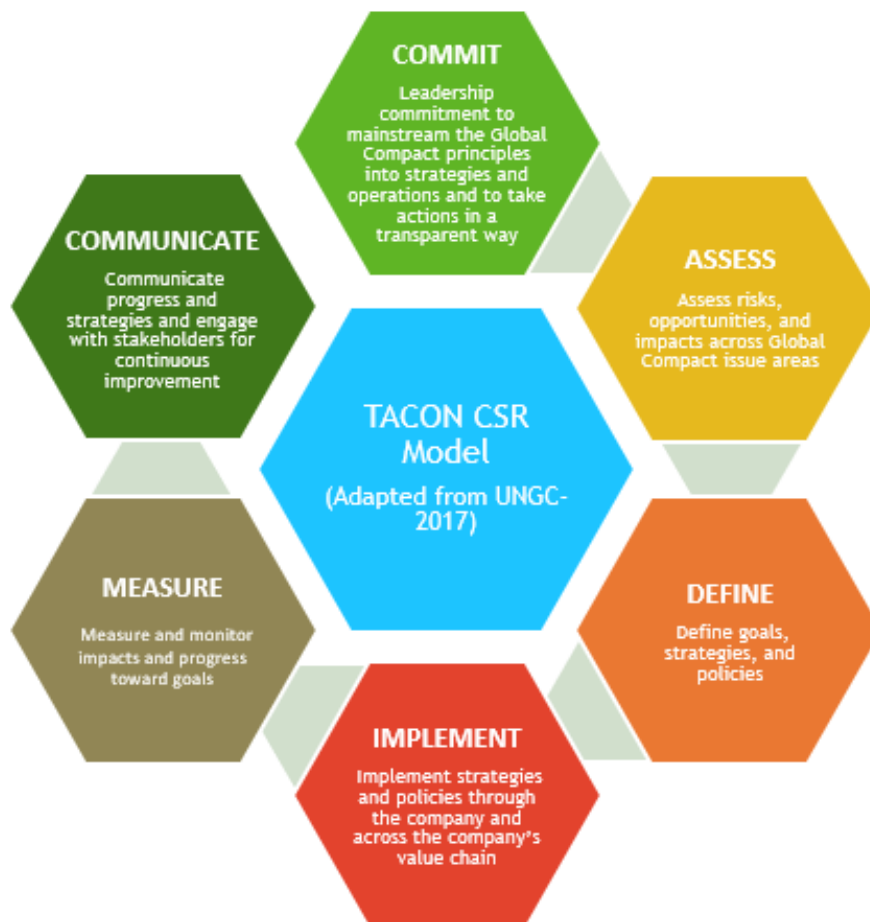 COMMIT
Leadership
commitment to
mainstream the Global
Compact principles
into strategies and
operations and to take
actions in a
transparent way
ASSESS
Assess risks,
opportunities, and
impacts across Global
Compact issue areas
DEFINE
Define goals,
strategies, and
policies
IMPLEMENT
Implement strategies
and policies through
the company and
across the company's
value chain
MEASURE
Measure and monitor
impacts and progress
toward goals
COMMUNICATE
Communicate
progress and
strategies and engage
with stakeholders for
continuous
improvement
TACON CSR
Model
(Adapted from UNGC-
2017)